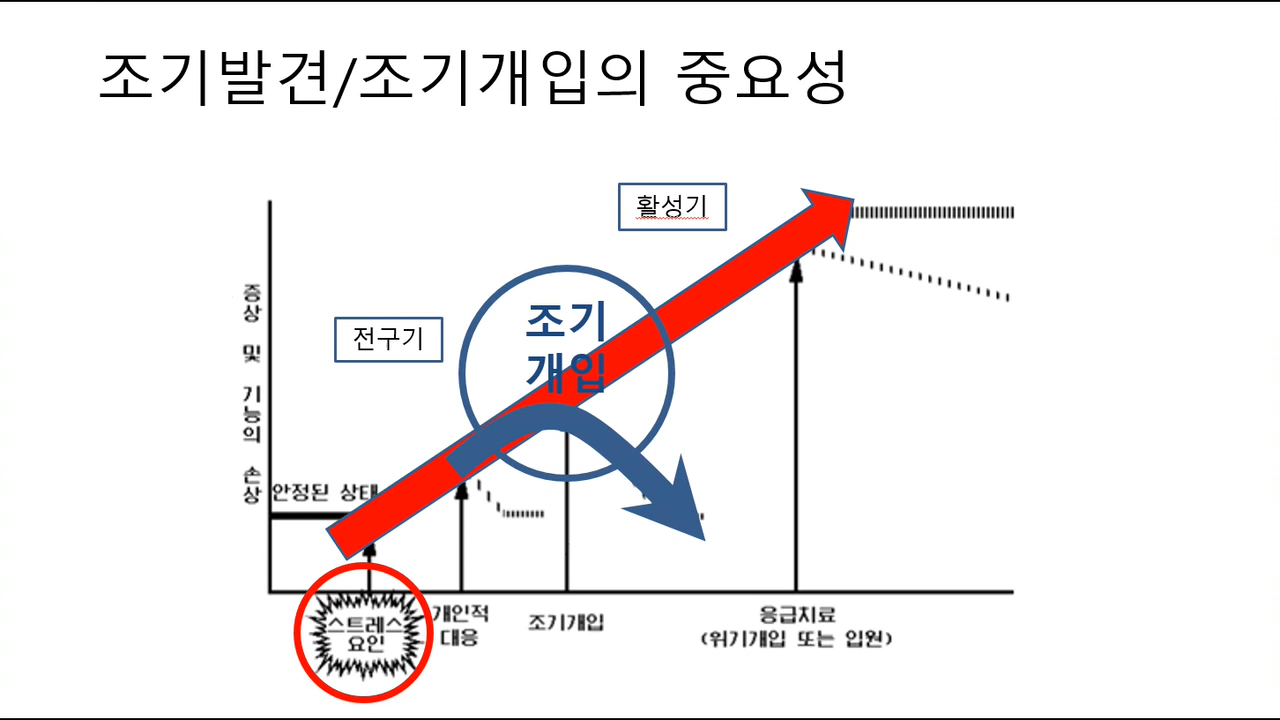 조기발견/조기개입의 중요성
활성기
전구기
조기
개입
증상 및 기능의 손상
안정된 상태
스트레스
요인
개인적
대응
조기개입
응급치료
(위기개입 또는 입원)